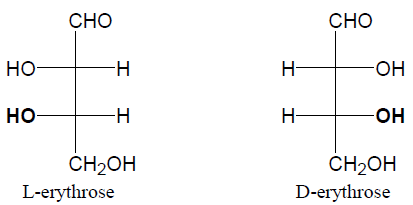 CHO CHO
HO H H OH
HO H H OH
CH₂OH CH₂OH
L-erythrose D-erythrose